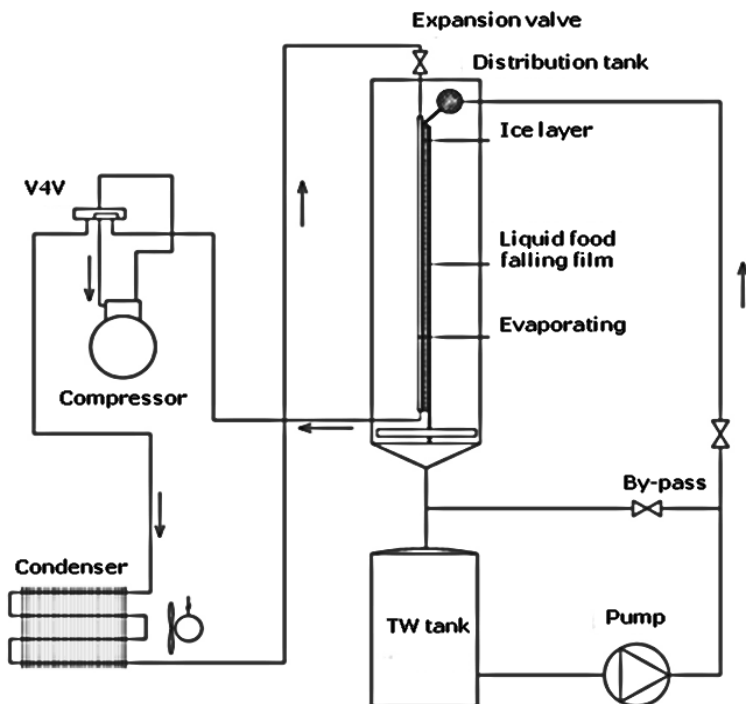 Expansion valve
Distribution tank
Ice layer
V4V
Liquid food
falling film
Evaporating
Compressor
By-pass
Condenser
TW tank
Pump